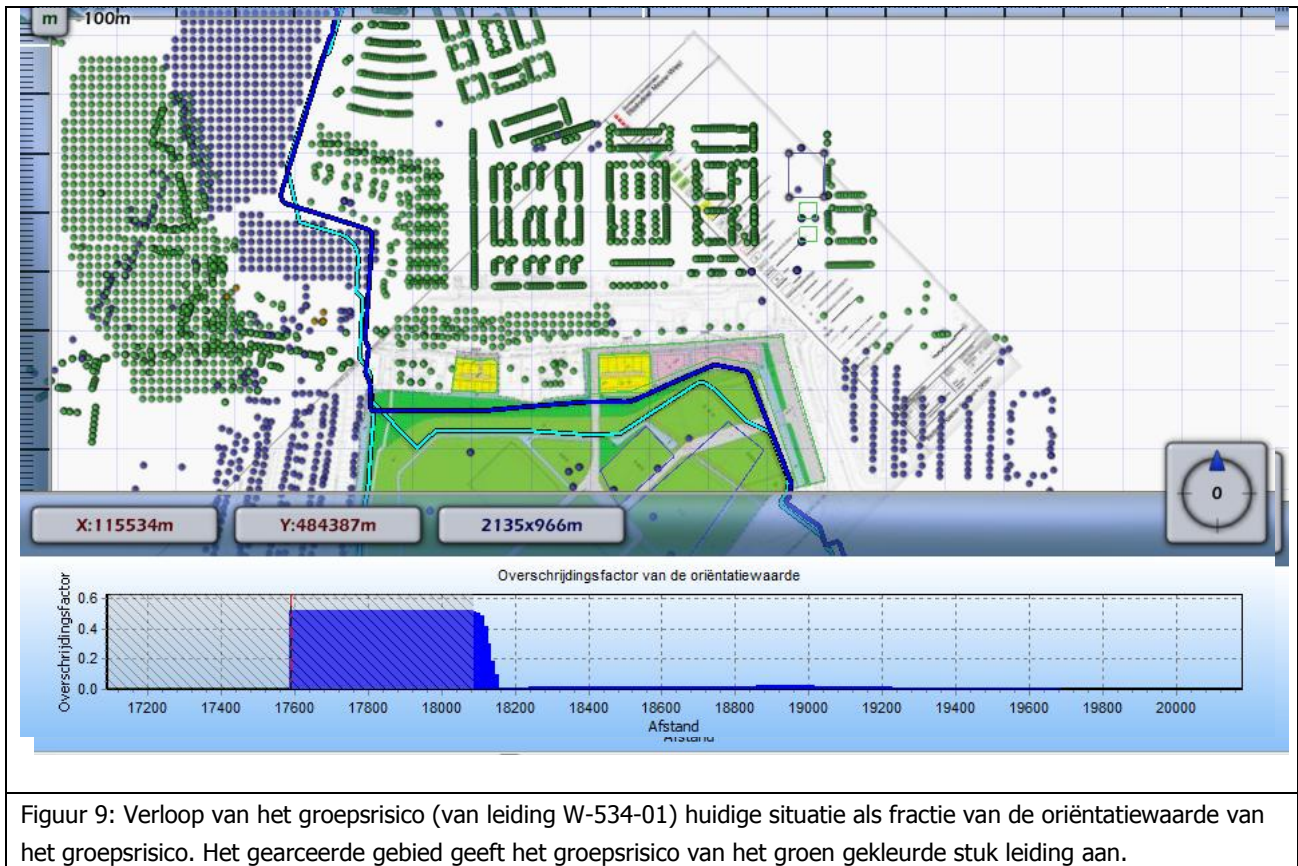 m
100m
X:115534m
Y:484387m
2135x966m
0
Overschrijdingsfactor van de oriëntatiewaarde
Overschrijdingsfactor
0.6
0.4
0.2
0.0
17200 17400 17600 17800 18000 18200 18400 18600 18800 19000 19200 19400 19600 19800 20000
Afstand
Figuur 9: Verloop van het groepsrisico (van leiding W-534-01) huidige situatie als fractie van de oriëntatiewaarde van
het groepsrisico. Het gearceerde gebied geeft het groepsrisico van het groen gekleurde stuk leiding aan.